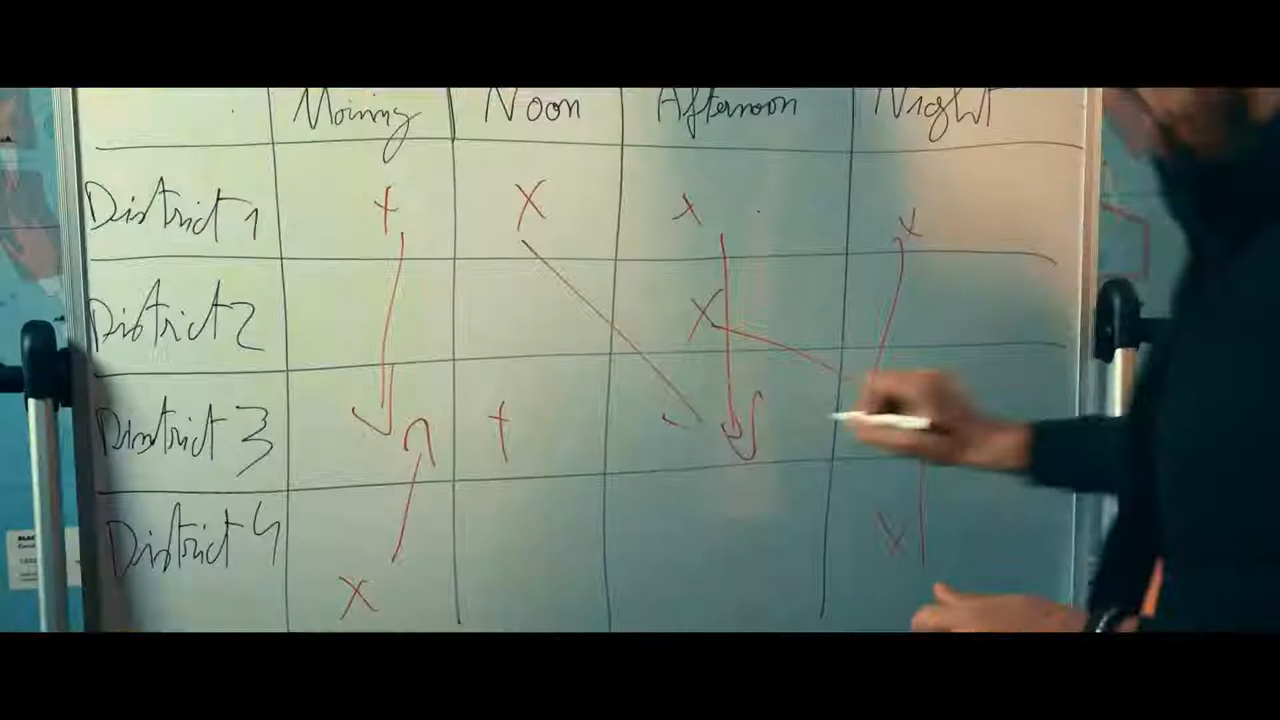 Morning Noon Afternoon Night
District 1 x x x x
District 2 x
District 3 x
District 4 x x